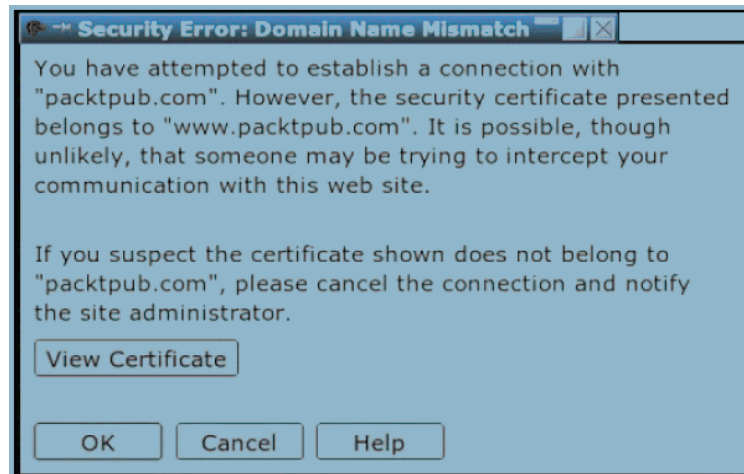 Security Error: Domain Name Mismatch
You have attempted to establish a connection with
"packtpub.com". However, the security certificate presented
belongs to "www.packtpub.com". It is possible, though
unlikely, that someone may be trying to intercept your
communication with this web site.
If you suspect the certificate shown does not belong to
"packtpub.com", please cancel the connection and notify
the site administrator.
View Certificate
OK Cancel Help